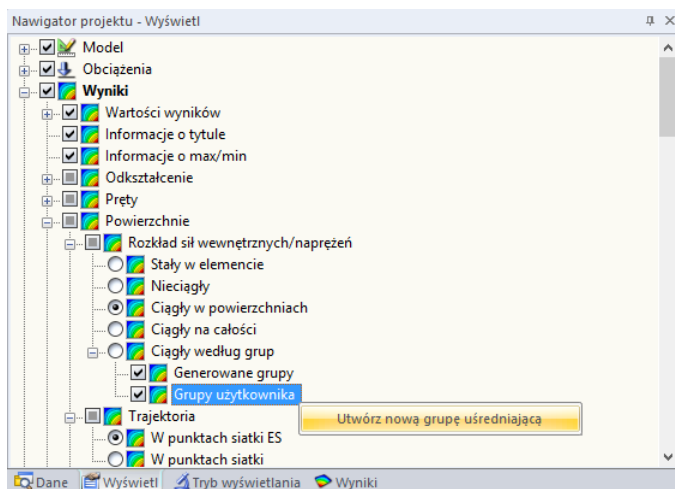 Nawigator projektu - Wyświetl
Model
Obciążenia
Wyniki
Wartości wyników
Informacje o tytule
Informacje o max/min
Odkształcenie
Pręty
Powierzchnie
Rozkład sił wewnętrznych/naprężeń
Stały w elemencie
Nieciągły
Ciągły w powierzchniach
Ciągły na całości
Ciągły według grup
Generowane grupy
Grupy użytkownika
Utwórz nową grupę uśredniającą
Trajektoria
W punktach siatki ES
W punktach siatki
Dane Wyświetl Tryb wyświetlania Wyniki